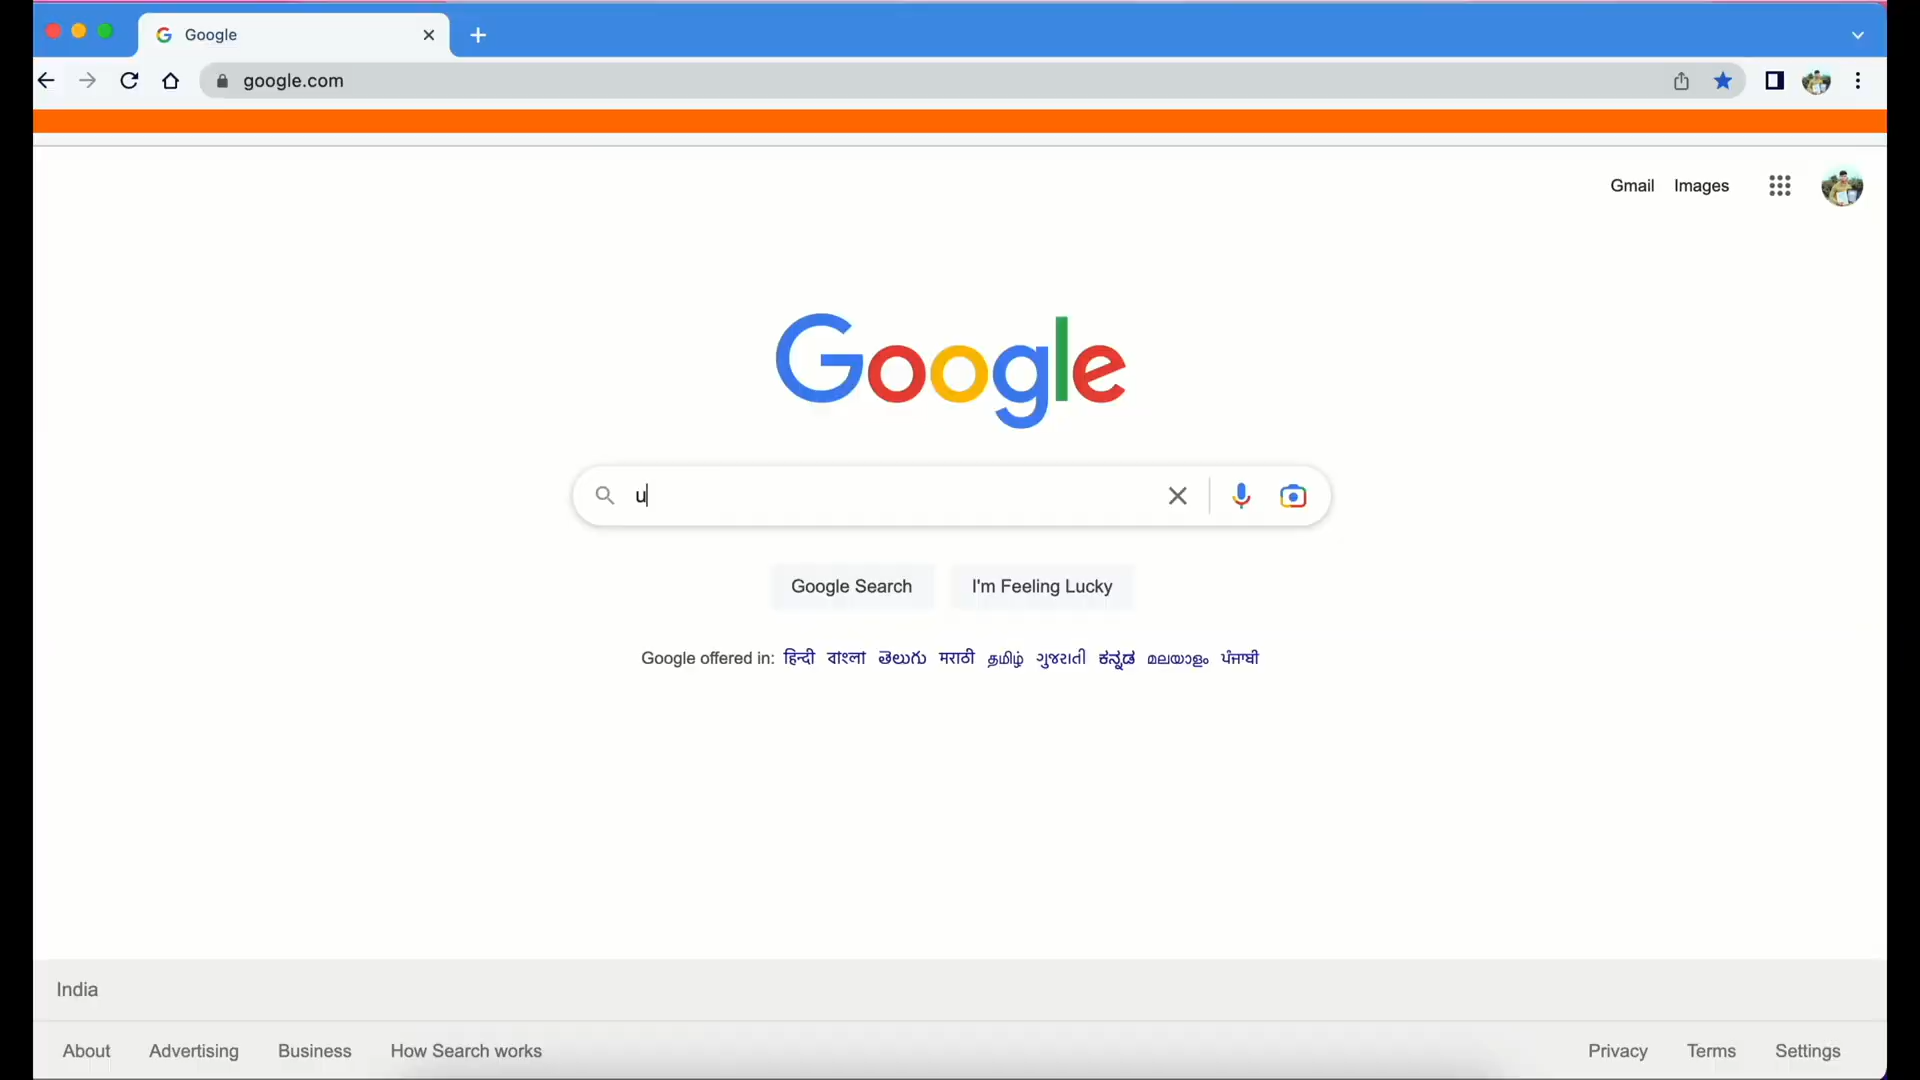 Google
google.com
Gmail Images
Google
u
Google Search I'm Feeling Lucky
Google offered in: हिन्दी বাংলা తెలుగు मराठी தமிழ் ગુજરાતી ಕನ್ನಡ മലയാളം ਪੰਜਾਬੀ
India
About Advertising Business How Search works Privacy Terms Settings